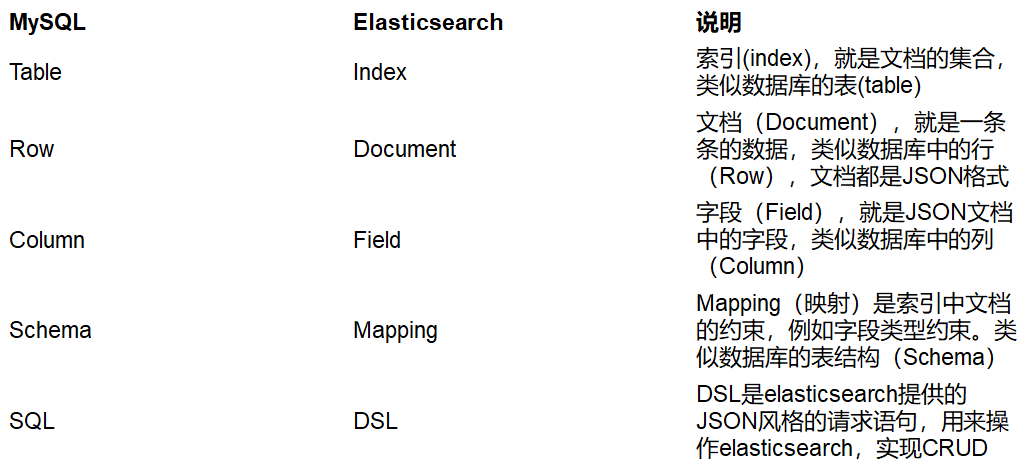 MySQL Elasticsearch 说明
Table Index 索引(index)，就是文档的集合，
类似数据库的表(table)
Row Document 文档（Document），就是一条
条的数据，类似数据库中的行
（Row），文档都是JSON格式
Column Field 字段（Field），就是JSON文档
中的字段，类似数据库中的列
（Column）
Schema Mapping Mapping（映射）是索引中文档
的约束，例如字段类型约束。类
似数据库的表结构（Schema）
SQL DSL DSL是elasticsearch提供的
JSON风格的请求语句，用来操
作elasticsearch，实现CRUD